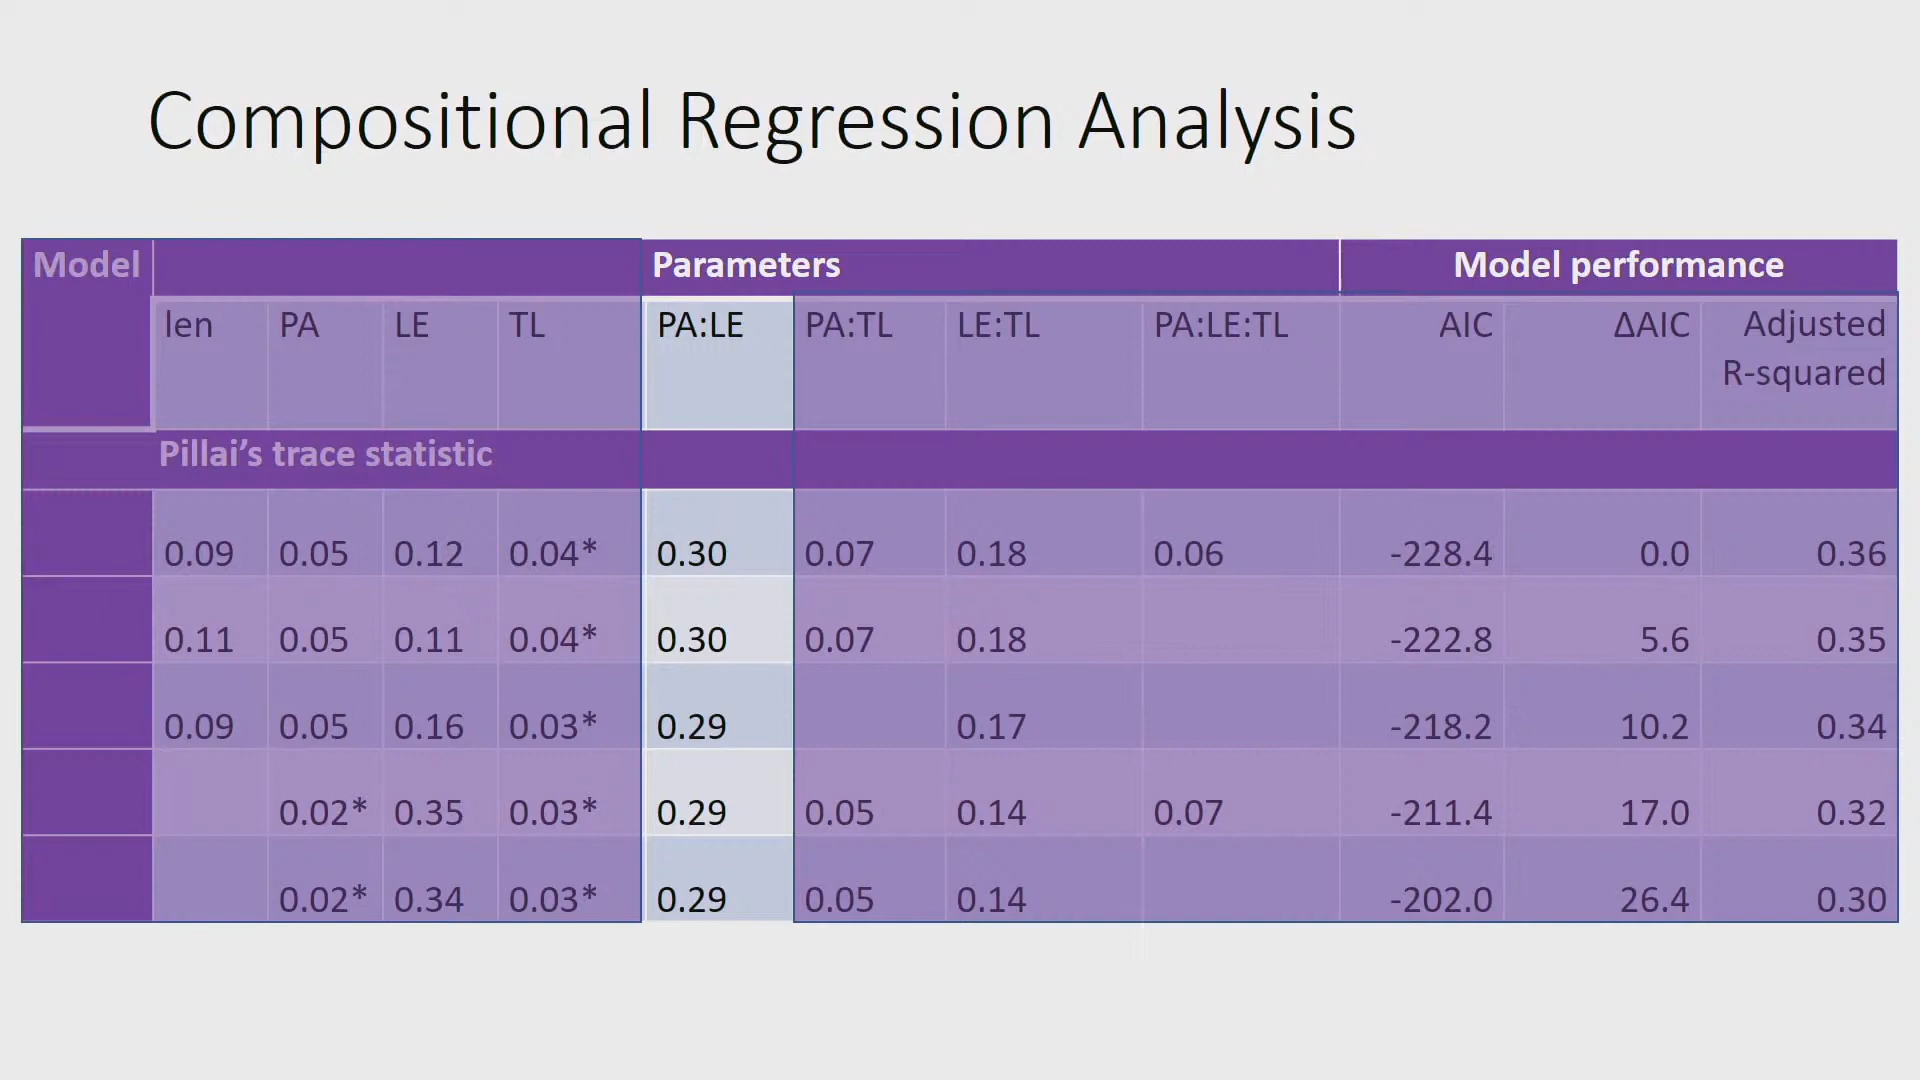 Compositional Regression Analysis
Model Parameters Model performance
len PA LE TL PA:LE PA:TL LE:TL PA:LE:TL AIC ΔAIC Adjusted
R-squared
Pillai’s trace statistic
0.09 0.05 0.12 0.04* 0.30 0.07 0.18 0.06 -228.4 0.0 0.36
0.11 0.05 0.11 0.04* 0.30 0.07 0.18 -222.8 5.6 0.35
0.09 0.05 0.16 0.03* 0.29 0.17 -218.2 10.2 0.34
0.02* 0.35 0.03* 0.29 0.05 0.14 0.07 -211.4 17.0 0.32
0.02* 0.34 0.03* 0.29 0.05 0.14 -202.0 26.4 0.30